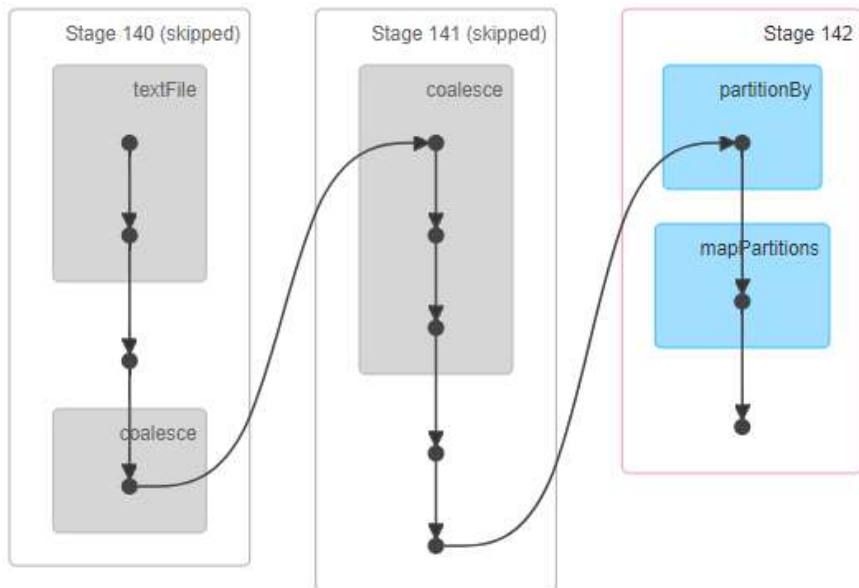 Stage 140 (skipped)
textFile
coalesce
Stage 141 (skipped)
coalesce
Stage 142
partitionBy
mapPartitions